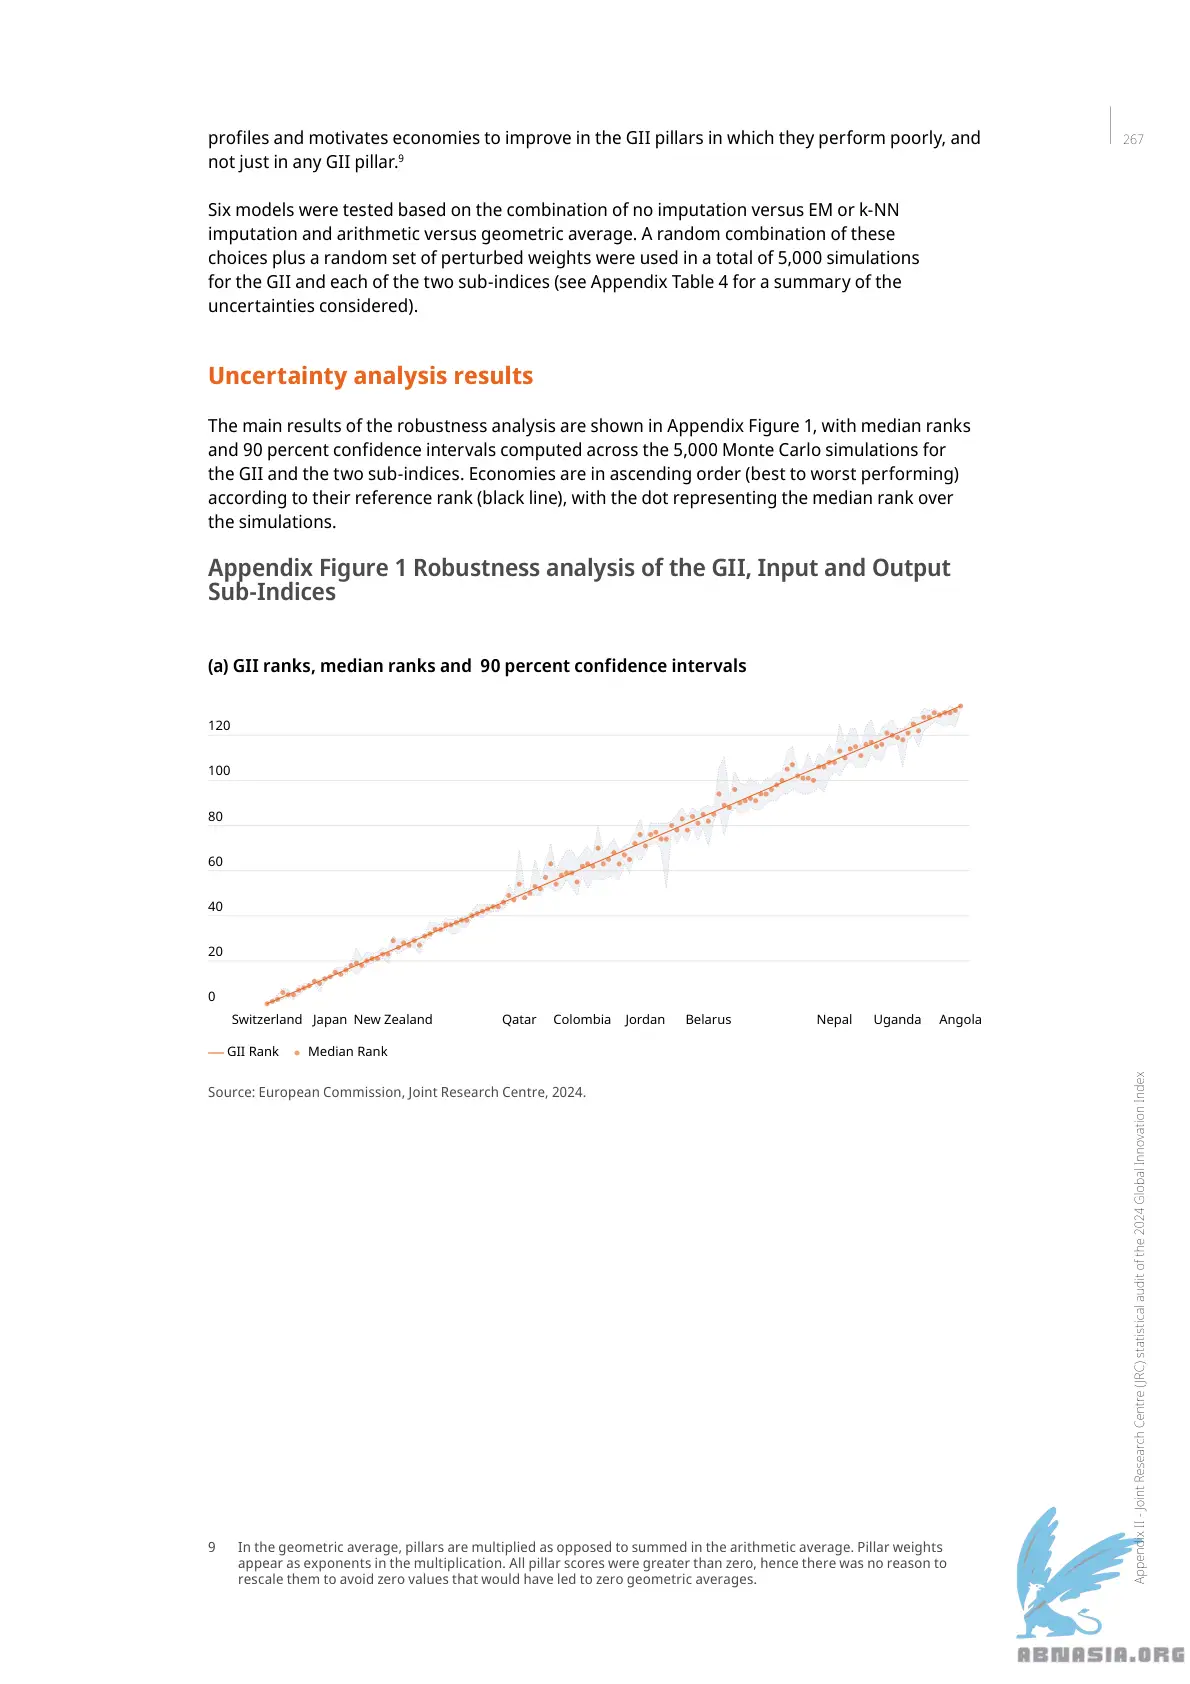 267
profiles and motivates economies to improve in the GII pillars in which they perform poorly, and
not just in any GII pillar.9
Six models were tested based on the combination of no imputation versus EM or k-NN
imputation and arithmetic versus geometric average. A random combination of these
choices plus a random set of perturbed weights were used in a total of 5,000 simulations
for the GII and each of the two sub-indices (see Appendix Table 4 for a summary of the
uncertainties considered).
Uncertainty analysis results
The main results of the robustness analysis are shown in Appendix Figure 1, with median ranks
and 90 percent confidence intervals computed across the 5,000 Monte Carlo simulations for
the GII and the two sub-indices. Economies are in ascending order (best to worst performing)
according to their reference rank (black line), with the dot representing the median rank over
the simulations.
Appendix Figure 1 Robustness analysis of the GII, Input and Output
Sub-Indices
(a) GII ranks, median ranks and 90 percent confidence intervals
120
100
80
60
40
20
0
Switzerland Japan New Zealand Qatar Colombia Jordan Belarus Nepal Uganda Angola
GII Rank Median Rank
Source: European Commission, Joint Research Centre, 2024.
Appendix II - Joint Research Centre (JRC) statistical audit of the 2024 Global Innovation Index
9 In the geometric average, pillars are multiplied as opposed to summed in the arithmetic average. Pillar weights
appear as exponents in the multiplication. All pillar scores were greater than zero, hence there was no reason to
rescale them to avoid zero values that would have led to zero geometric averages.
ABNASIA.ORG